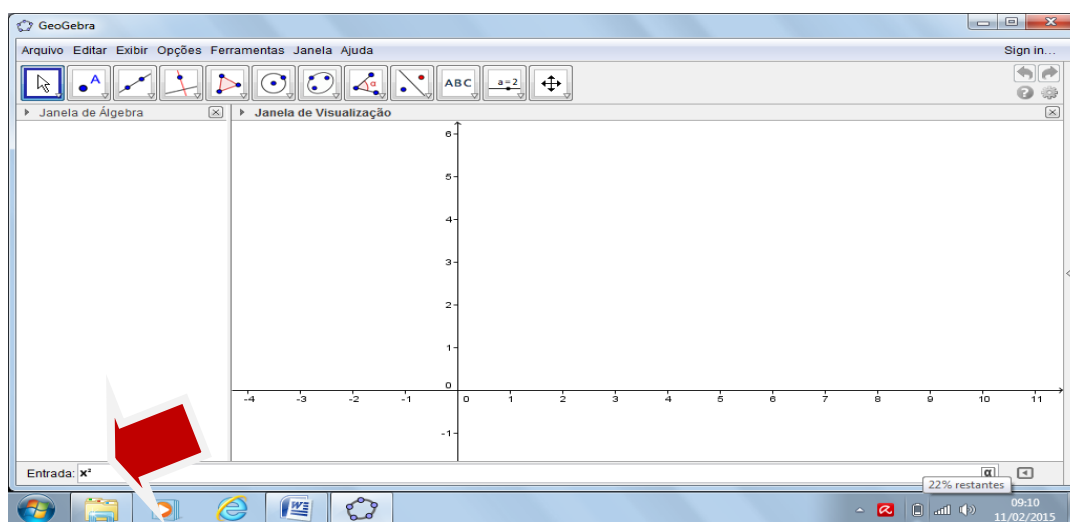 GeoGebra
Arquivo Editar Exibir Opções Ferramentas Janela Ajuda Sign in...
A α ABC a=2
Janela de Álgebra Janela de Visualização
6
5
4
3
2
1
0
-4 -3 -2 -1 0 1 2 3 4 5 6 7 8 9 10 11
-1
Entrada: x² α
22% restantes
09:10
11/02/2015